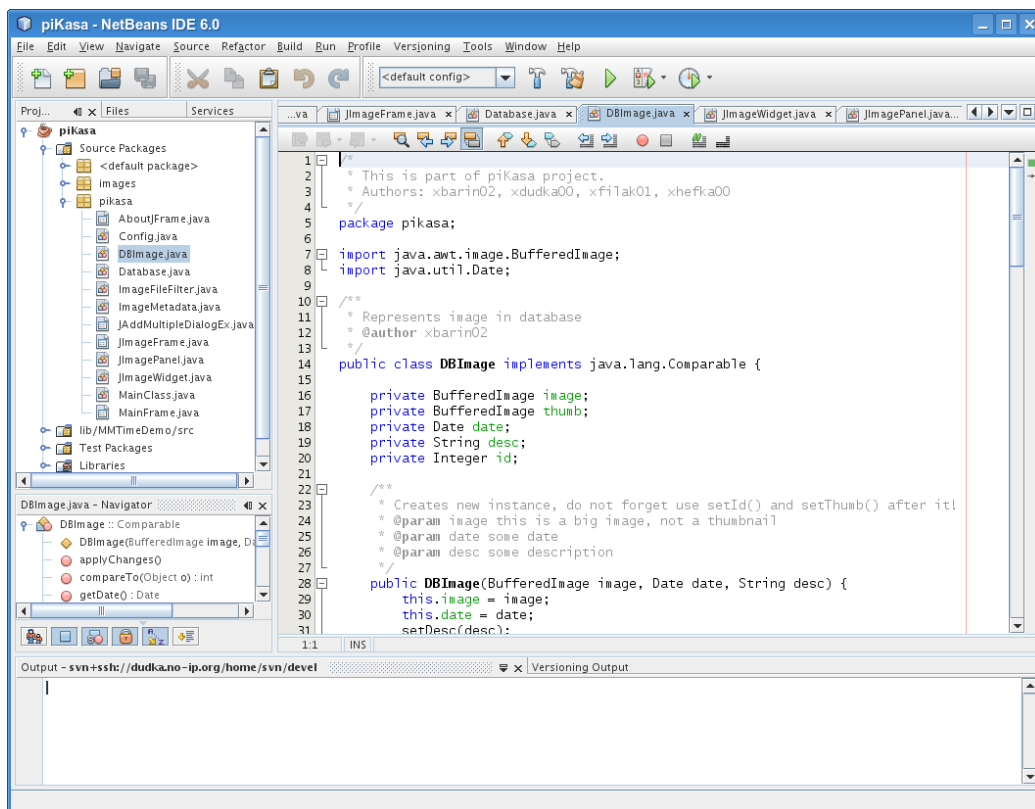 piKasa - NetBeans IDE 6.0
File Edit View Navigate Source Refactor Build Run Profile Versioning Tools Window Help
<default config>
Proj... Files Services
piKasa
Source Packages
<default package>
images
pikasa
AboutJFrame.java
Config.java
DBImage.java
Database.java
ImageFileFilter.java
ImageMetadata.java
JAddMultipleDialogEx.java
JImageFrame.java
JImagePanel.java
JImageWidget.java
MainClass.java
MainFrame.java
lib/MMTimeDemo/src
Test Packages
Libraries
DBImage.java - Navigator
DBImage :: Comparable
DBImage(BufferedImage image, Da
applyChanges()
compareTo(Object o) : int
getDate() : Date
...va JImageFrame.java Database.java DBImage.java JImageWidget.java JImagePanel.java...
1 /*
2 * This is part of piKasa project.
3 * Authors: xbarin02, xdudka00, xfilak01, xhefka00
4 */
5 package pikasa;
6
7 import java.awt.image.BufferedImage;
8 import java.util.Date;
9
10 /**
11 * Represents image in database
12 * @author xbarin02
13 */
14 public class DBImage implements java.lang.Comparable {
15
16 private BufferedImage image;
17 private BufferedImage thumb;
18 private Date date;
19 private String desc;
20 private Integer id;
21
22 /**
23 * Creates new instance, do not forget use setId() and setThumb() after it!
24 * @param image this is a big image, not a thumbnail
25 * @param date some date
26 * @param desc some description
27 */
28 public DBImage(BufferedImage image, Date date, String desc) {
29 this.image = image;
30 this.date = date;
31 setDesc(desc);
1:1 INS
Output - svn+ssh://dudka.no-ip.org/home/svn/devel Versioning Output